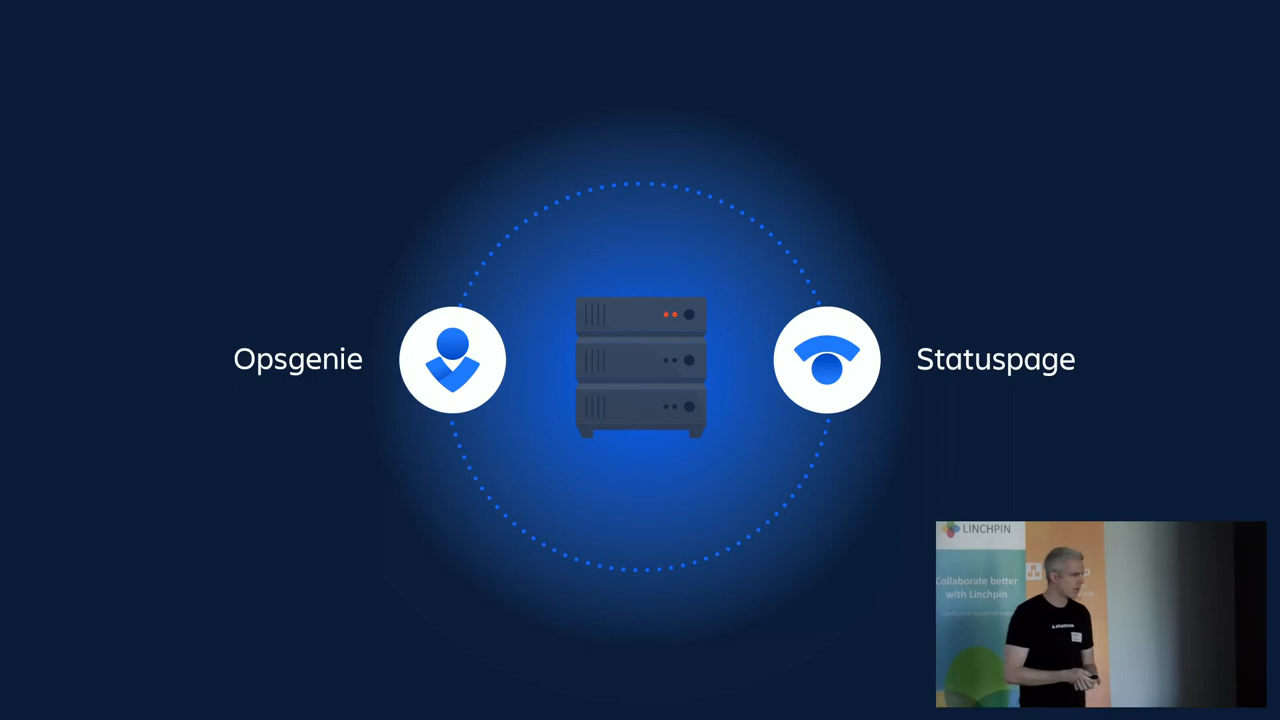 Opsgenie
Statuspage
LINCHPIN
Collaborate better
with Linchpin